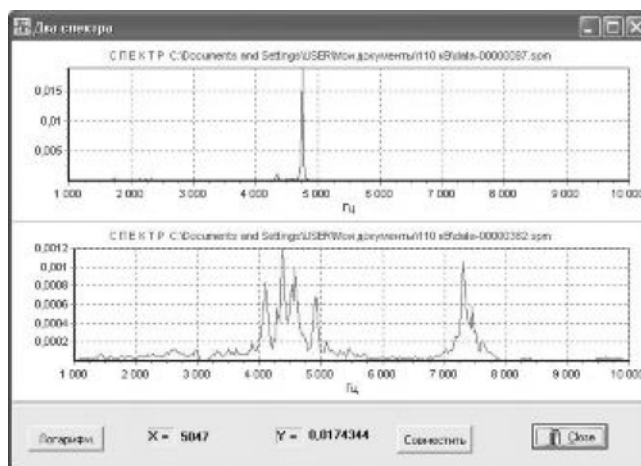 Два спектра
С П Е К Т Р C:\Documents and Settings\USER\Мои документы\110 кВ\data-00000087.spm
0,015
0,01
0,005
1 000 2 000 3 000 4 000 5 000 6 000 7 000 8 000 9 000 10 000
Гц
С П Е К Т Р C:\Documents and Settings\USER\Мои документы\110 кВ\data-00000382.spm
0,0012
0,001
0,0008
0,0006
0,0004
0,0002
1 000 2 000 3 000 4 000 5 000 6 000 7 000 8 000 9 000 10 000
Гц
Логарифм. X = 5047 Y = 0,0174344 Совместить Close